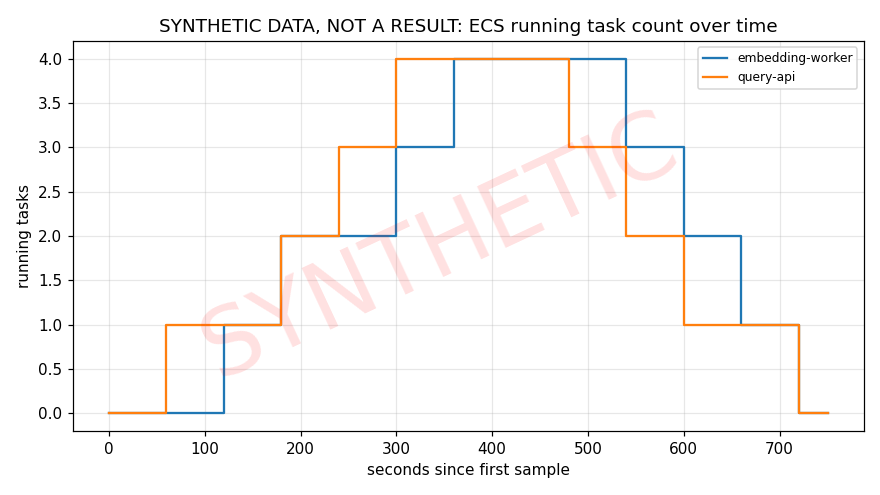 SYNTHETIC DATA, NOT A RESULT: ECS running task count over time
running tasks
4.0
3.5
3.0
2.5
2.0
1.5
1.0
0.5
0.0
embedding-worker
query-api
SYNTHETIC
0 100 200 300 400 500 600 700
seconds since first sample